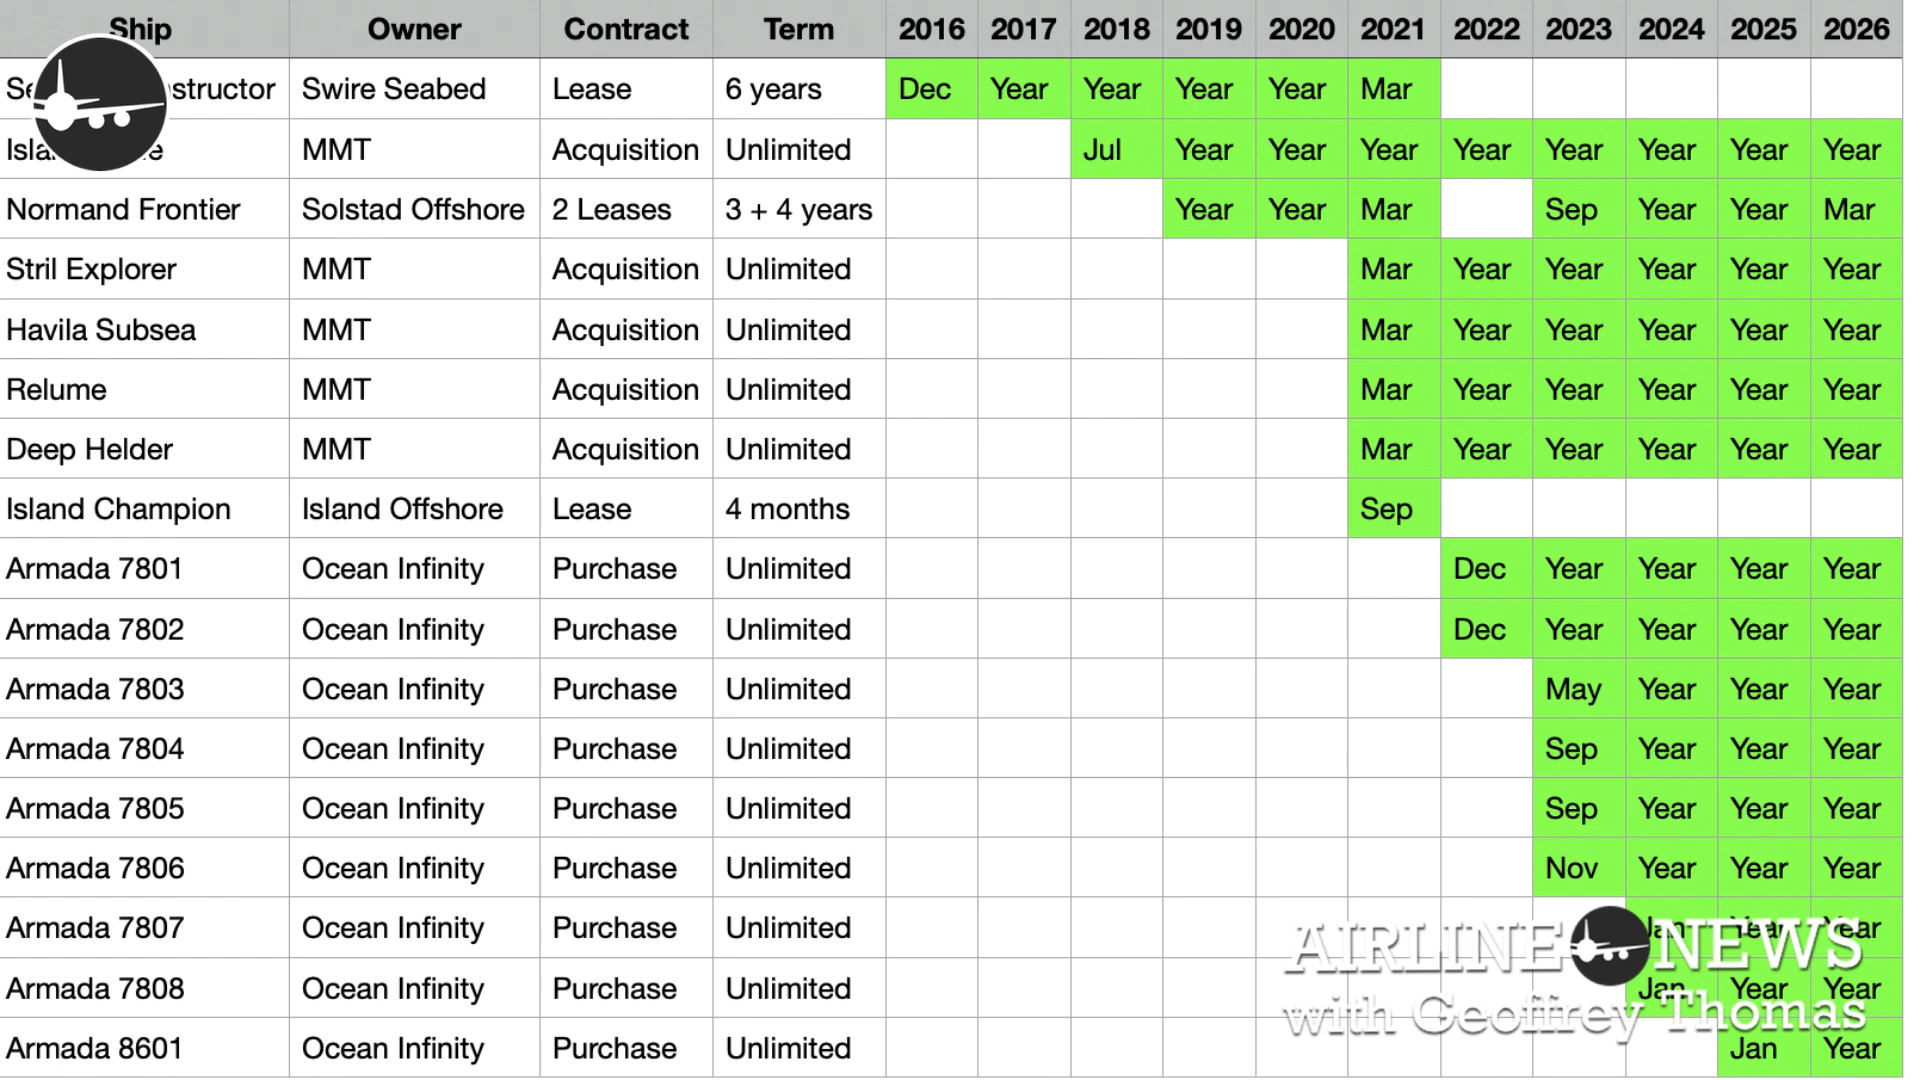 Ship Owner Contract Term 2016 2017 2018 2019 2020 2021 2022 2023 2024 2025 2026
structor Swire Seabed Lease 6 years Dec Year Year Year Year Mar
MMT Acquisition Unlimited Jul Year Year Year Year Year Year Year Year
Normand Frontier Solstad Offshore 2 Leases 3 + 4 years Year Year Mar Sep Year Year Mar
Stril Explorer MMT Acquisition Unlimited Mar Year Year Year Year Year
Havila Subsea MMT Acquisition Unlimited Mar Year Year Year Year Year
Relume MMT Acquisition Unlimited Mar Year Year Year Year Year
Deep Helder MMT Acquisition Unlimited Mar Year Year Year Year Year
Island Champion Island Offshore Lease 4 months Sep
Armada 7801 Ocean Infinity Purchase Unlimited Dec Year Year Year Year
Armada 7802 Ocean Infinity Purchase Unlimited Dec Year Year Year Year
Armada 7803 Ocean Infinity Purchase Unlimited May Year Year Year
Armada 7804 Ocean Infinity Purchase Unlimited Sep Year Year Year
Armada 7805 Ocean Infinity Purchase Unlimited Sep Year Year Year
Armada 7806 Ocean Infinity Purchase Unlimited Nov Year Year Year
Armada 7807 Ocean Infinity Purchase Unlimited Jan Year Year
AIRLINE NEWS
Armada 7808 Ocean Infinity Purchase Unlimited Jan Year Year
with Geoffrey Thomas
Armada 8601 Ocean Infinity Purchase Unlimited Jan Year